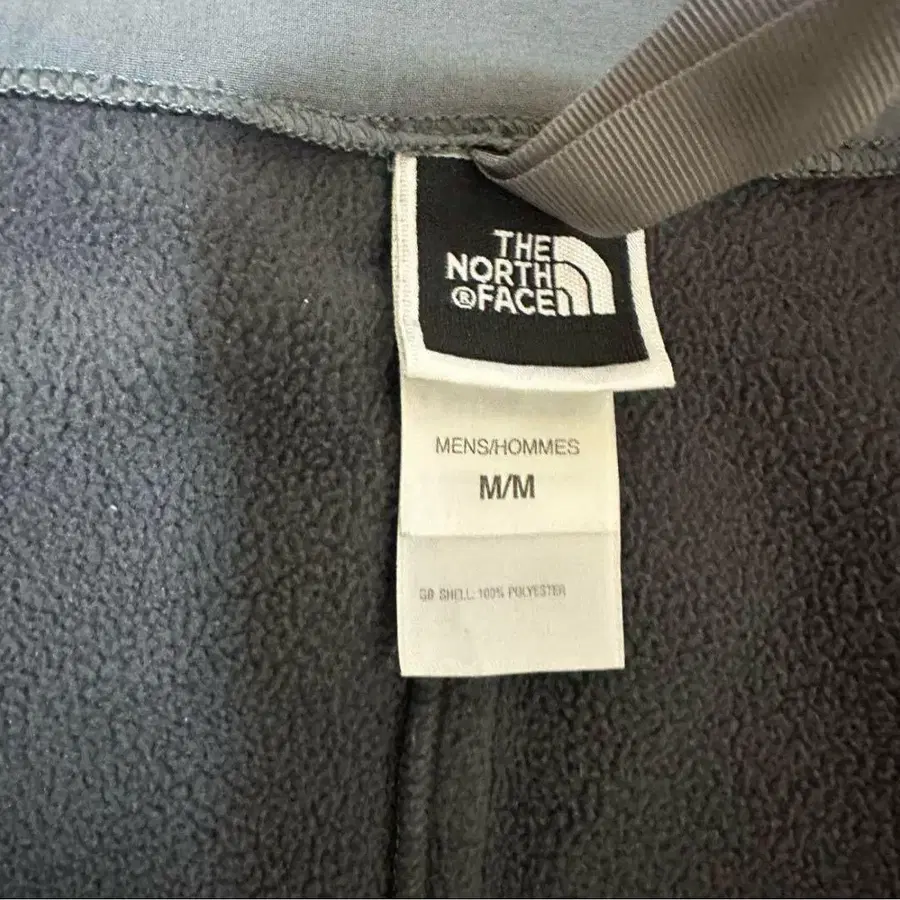 THE
NORTH
®FACE
MENS/HOMMES
M/M
SHELL: 100% POLYESTER